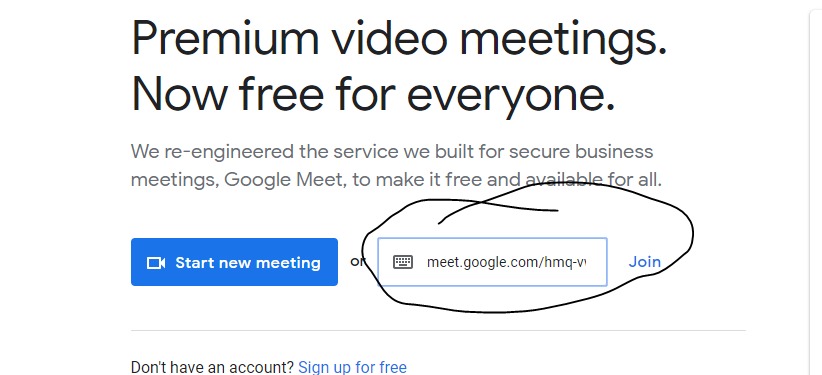 Premium video meetings.
Now free for everyone.
We re-engineered the service we built for secure business
meetings, Google Meet, to make it free and available for all.
Start new meeting or meet.google.com/hmq- Join
Don't have an account? Sign up for free